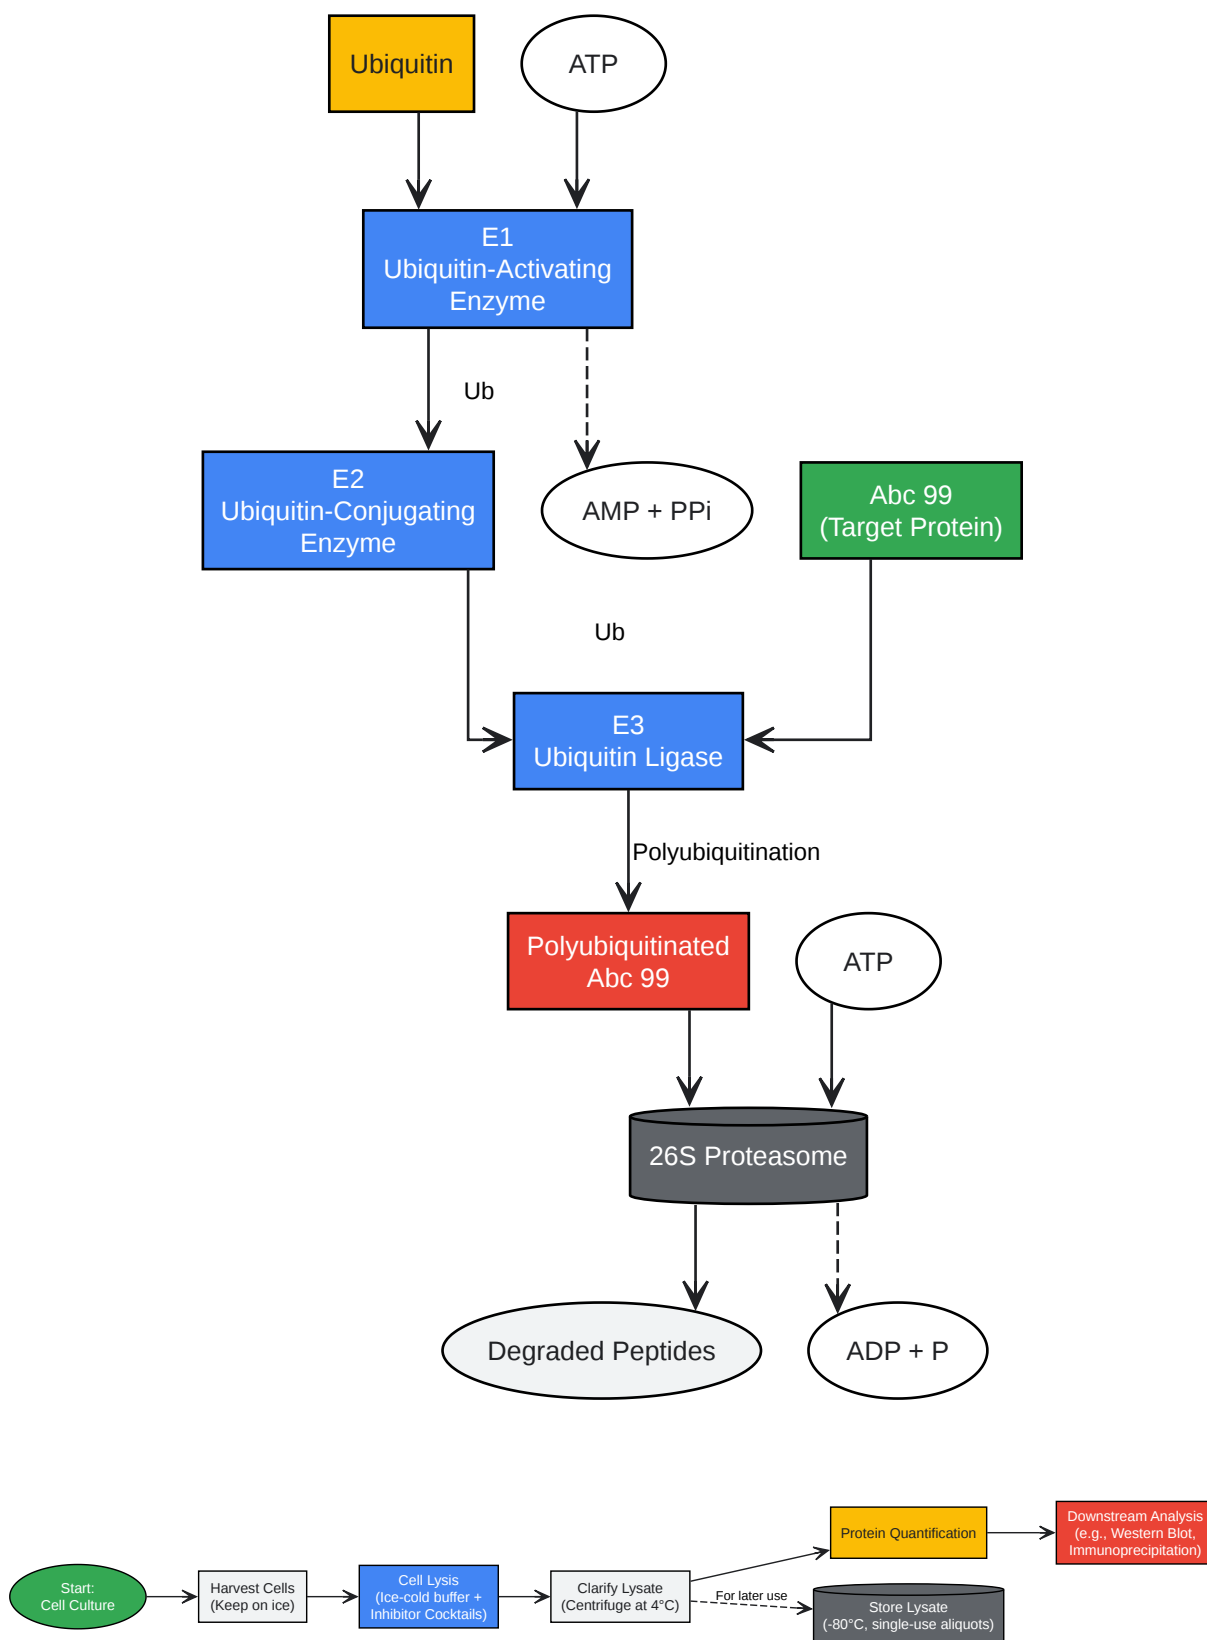 Ubiquitin
ATP
E1
Ubiquitin-Activating
Enzyme
Ub
E2
Ubiquitin-Conjugating
Enzyme
AMP + PPi
Abc 99
(Target Protein)
Ub
E3
Ubiquitin Ligase
Polyubiquitination
Polyubiquitinated
Abc 99
ATP
26S Proteasome
Degraded Peptides
ADP + P
Start:
Cell Culture
Harvest Cells
(Keep on ice)
Cell Lysis
(Ice-cold buffer +
Inhibitor Cocktails)
Clarify Lysate
(Centrifuge at 4°C)
Protein Quantification
Downstream Analysis
(e.g., Western Blot,
Immunoprecipitation)
For later use
Store Lysate
(-80°C, single-use aliquots)